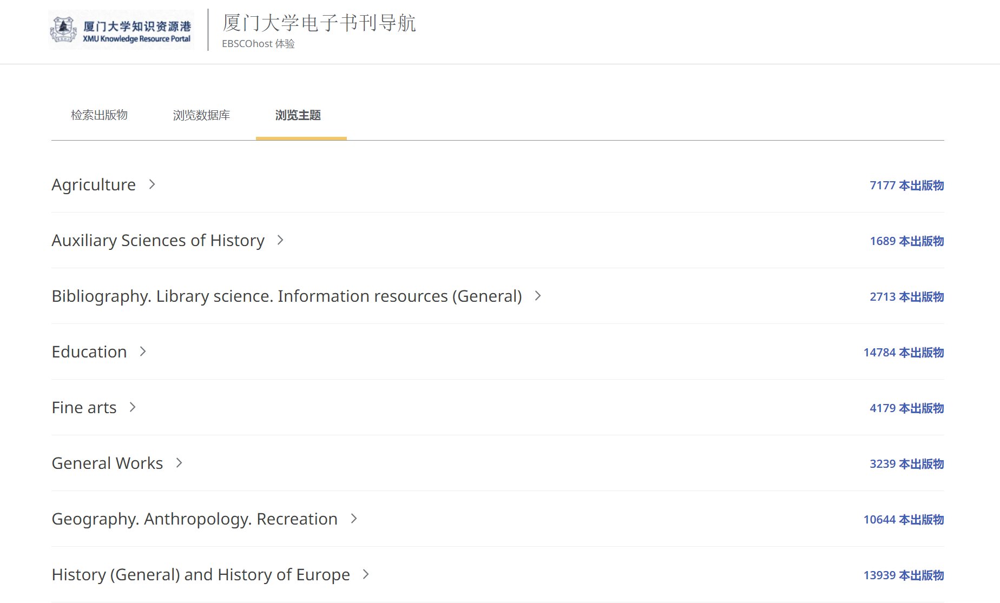 厦门大学知识资源港
XMU Knowledge Resource Portal
厦门大学电子书刊导航
EBSCOhost 体验
检索出版物 浏览数据库 浏览主题
Agriculture 7177 本出版物
Auxiliary Sciences of History 1689 本出版物
Bibliography. Library science. Information resources (General) 2713 本出版物
Education 14784 本出版物
Fine arts 4179 本出版物
General Works 3239 本出版物
Geography. Anthropology. Recreation 10644 本出版物
History (General) and History of Europe 13939 本出版物